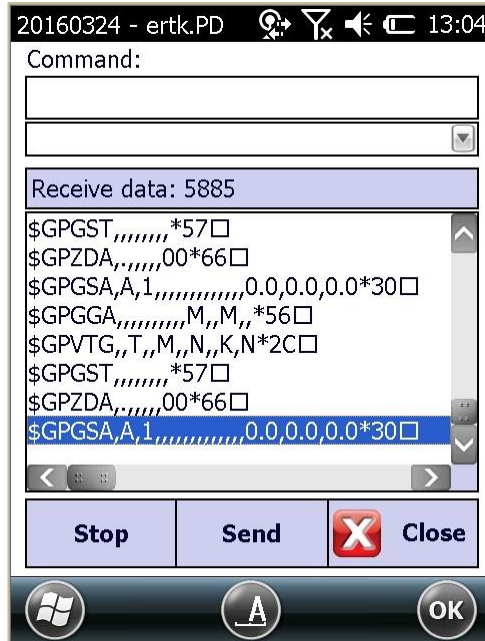 20160324 - ertk.PD 13:04
Command:
Receive data: 5885
$GPGST,,,,,,,,*57□
$GPZDA,.,,,,,00*66□
$GPGSA,A,1,,,,,,,,,,,,,0.0,0.0,0.0*30□
$GPGGA,,,,,,,,,,M,,M,,*56□
$GPVTG,,T,,M,,N,,K,N*2C□
$GPGST,,,,,,,,*57□
$GPZDA,.,,,,,00*66□
$GPGSA,A,1,,,,,,,,,,,,,0.0,0.0,0.0*30□
Stop Send X Close
A OK